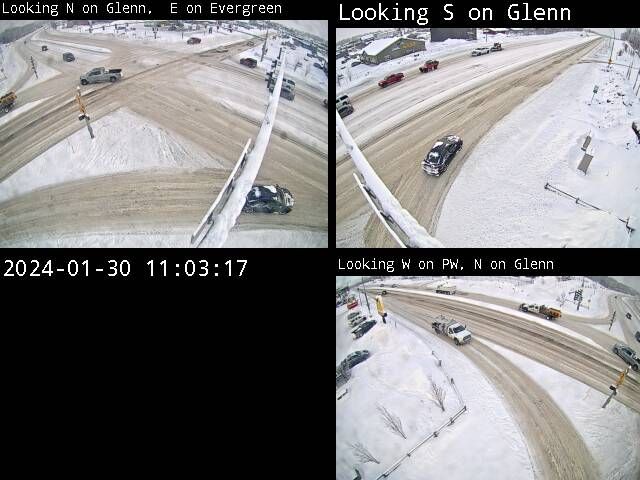 Looking N on Glenn,  E on Evergreen
Looking S on Glenn
2024-01-30 11:03:17
Looking W on PW, N on Glenn